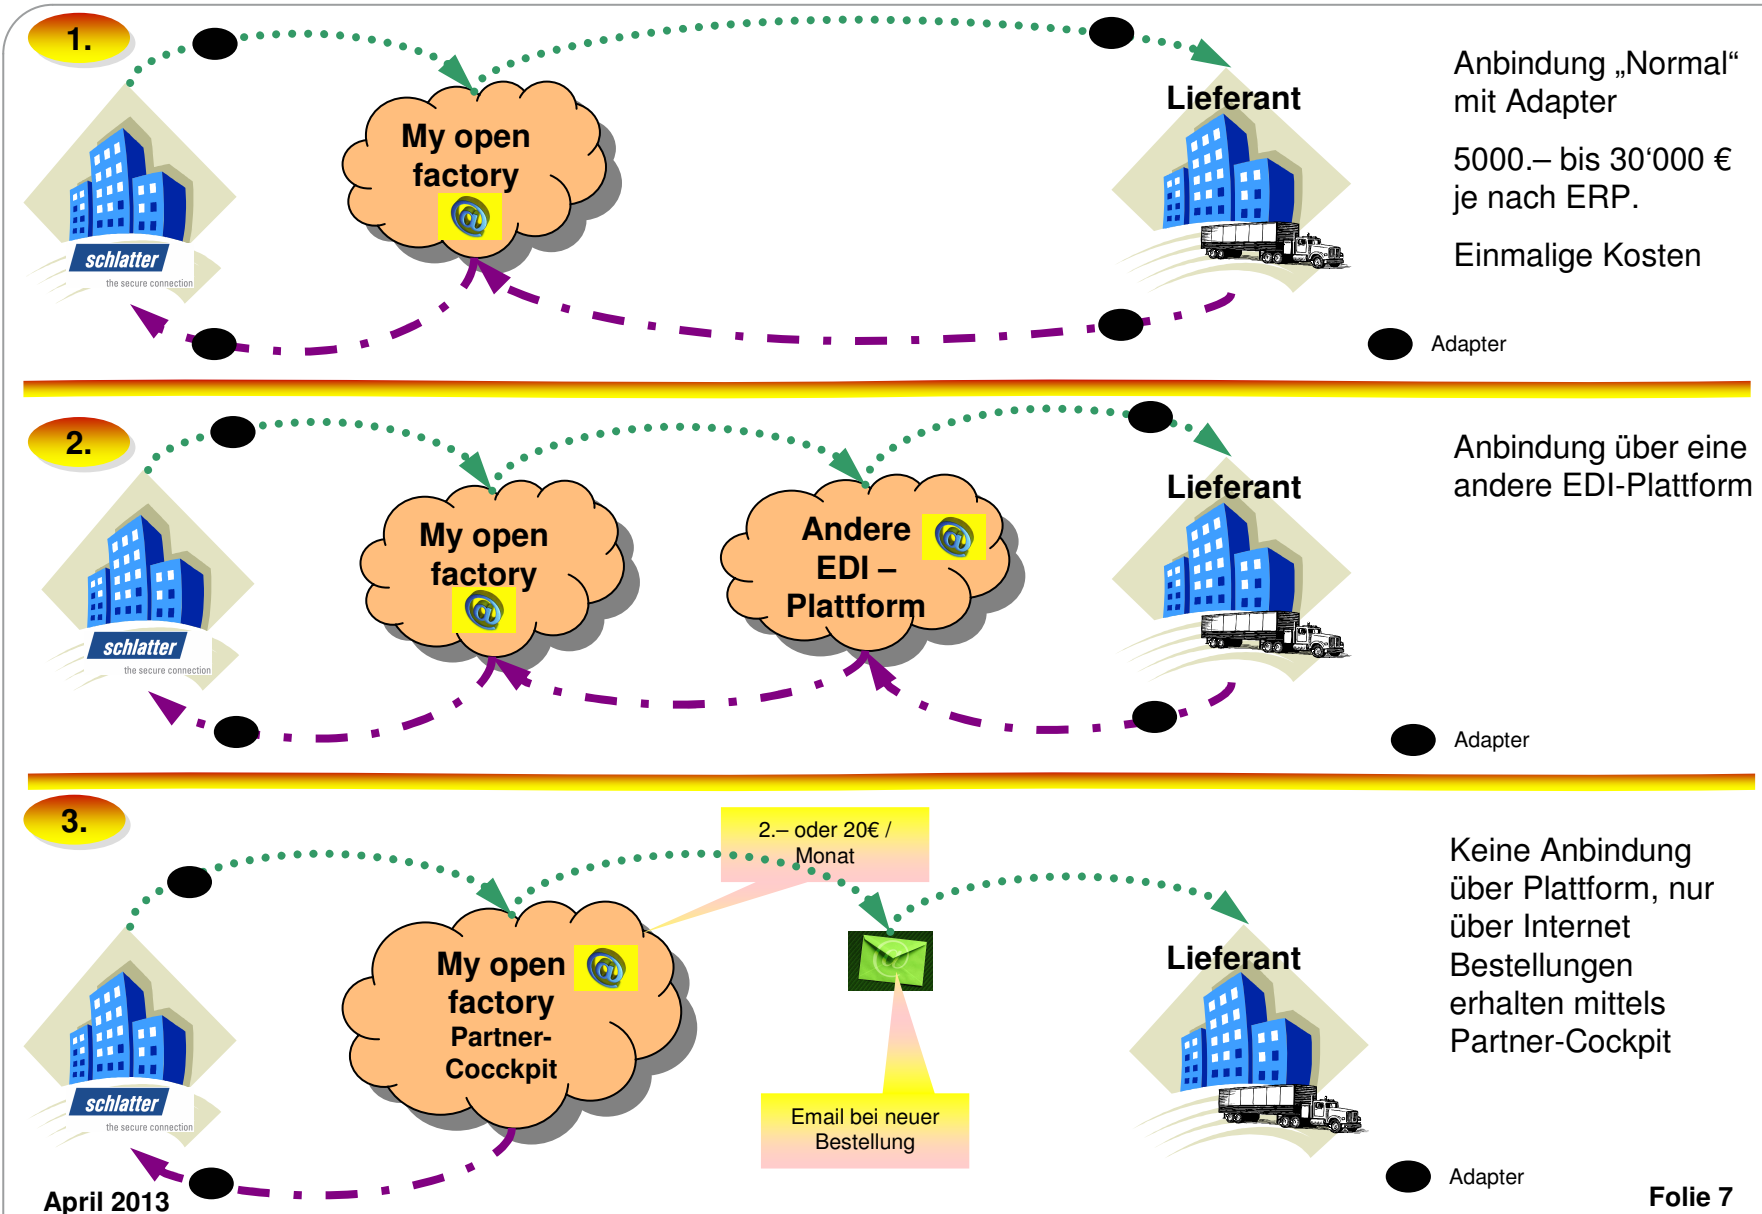 1.
My open
factory
schlatter
the secure connection
Lieferant
Anbindung „Normal“
mit Adapter
5000.– bis 30‘000 €
je nach ERP.
Einmalige Kosten
Adapter
2.
My open
factory
Andere
EDI –
Plattform
schlatter
the secure connection
Lieferant
Anbindung über eine
andere EDI-Plattform
Adapter
3.
2.– oder 20€ /
Monat
My open
factory
Partner-
Cocckpit
schlatter
the secure connection
Email bei neuer
Bestellung
Lieferant
Keine Anbindung
über Plattform, nur
über Internet
Bestellungen
erhalten mittels
Partner-Cockpit
Adapter
April 2013
Folie 7